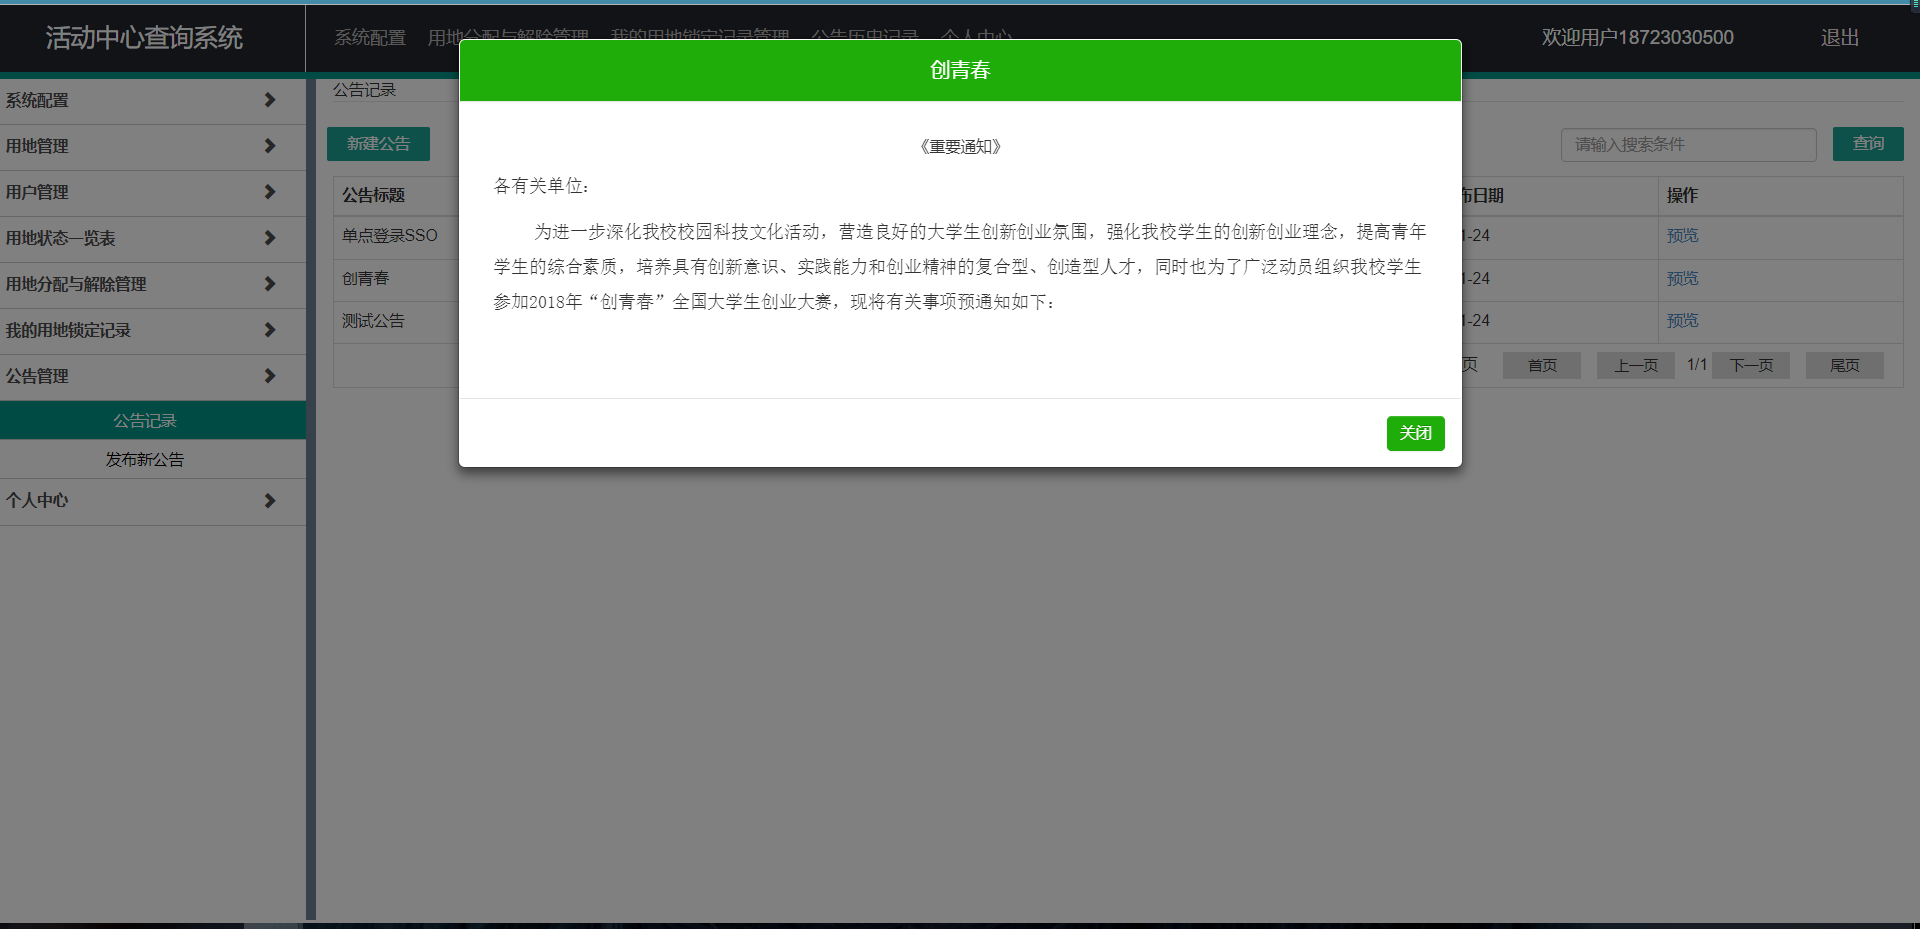 活动中心查询系统
系统配置 用地分配与解除管理 我的用地锁定记录管理 公告历史记录 个人中心
欢迎用户18723030500
退出
系统配置
用地管理
用户管理
用地状态一览表
用地分配与解除管理
我的用地锁定记录
公告管理
公告记录
发布新公告
个人中心
公告记录
新建公告
请输入搜索条件
查询
公告标题 布日期 操作
单点登录SSO 1-24 预览
创青春 1-24 预览
测试公告 1-24 预览
页 首页 上一页 1/1 下一页 尾页
创青春
《重要通知》
各有关单位：
为进一步深化我校校园科技文化活动，营造良好的大学生创新创业氛围，强化我校学生的创新创业理念，提高青年
学生的综合素质，培养具有创新意识、实践能力和创业精神的复合型、创造型人才，同时也为了广泛动员组织我校学生
参加2018年“创青春”全国大学生创业大赛，现将有关事项预通知如下：
关闭